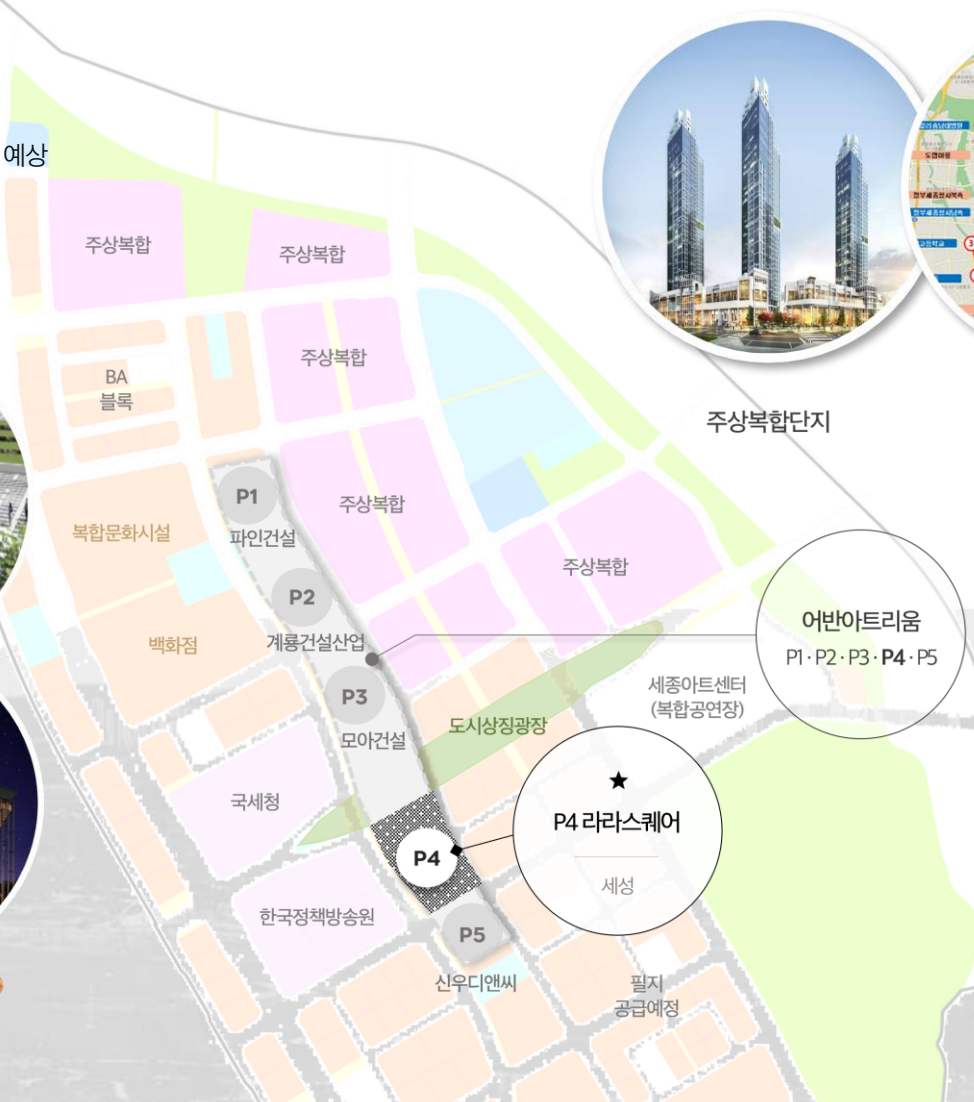 예상
주상복합
주상복합
주상복합
BA
블록
주상복합단지
P1
파인건설
복합문화시설
주상복합
주상복합
P2
계룡건설산업
백화점
어반아트리움
P1 · P2 · P3 · P4 · P5
P3
모아건설
세종아트센터
(복합공연장)
도시상징광장
국세청
★
P4 라라스퀘어
세성
P4
한국정책방송원
P5
신우디앤씨
필지
공급예정